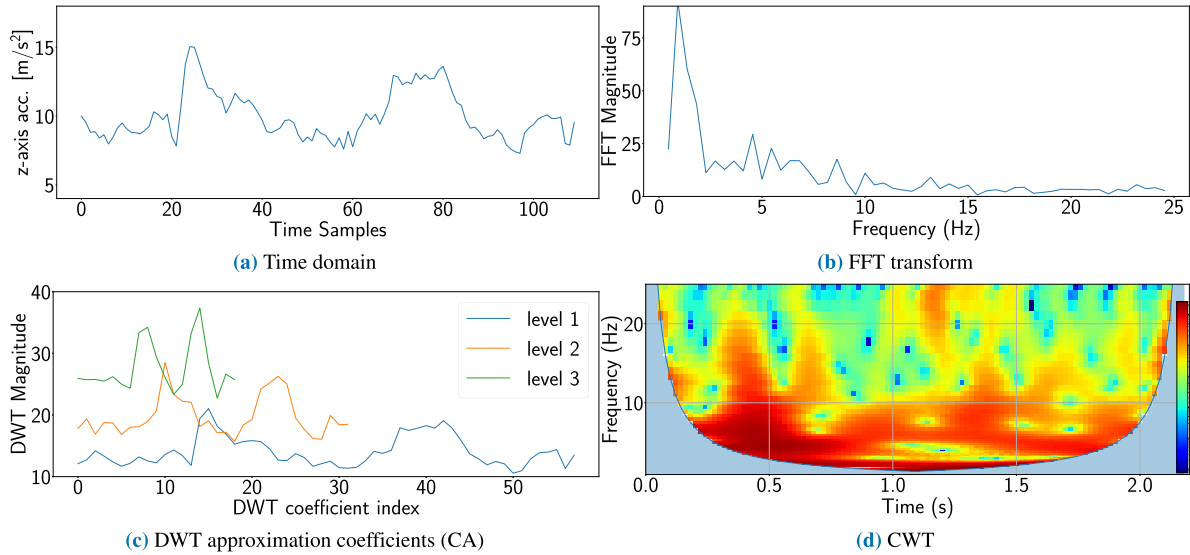 15
10
5
z-axis acc. [m/s²]
0 20 40 60 80 100
Time Samples
(a) Time domain
75
50
25
0
FFT Magnitude
0 5 10 15 20 25
Frequency (Hz)
(b) FFT transform
40
30
20
10
DWT Magnitude
level 1
level 2
level 3
0 10 20 30 40 50
DWT coefficient index
(c) DWT approximation coefficients (CA)
20
10
Frequency (Hz)
0.0 0.5 1.0 1.5 2.0
Time (s)
(d) CWT